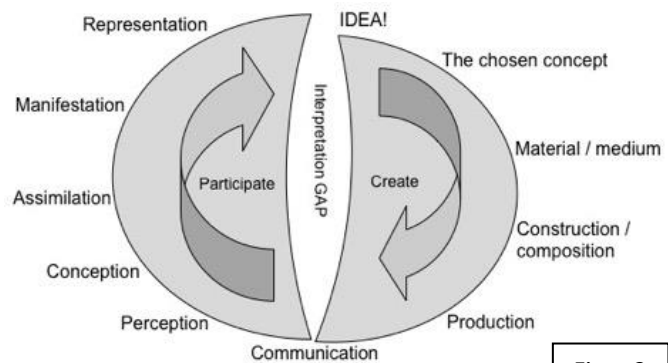 Representation
IDEA!
The chosen concept
Manifestation
Interpretation GAP
Material / medium
Participate
Create
Assimilation
Construction /
composition
Conception
Perception
Production
Communication